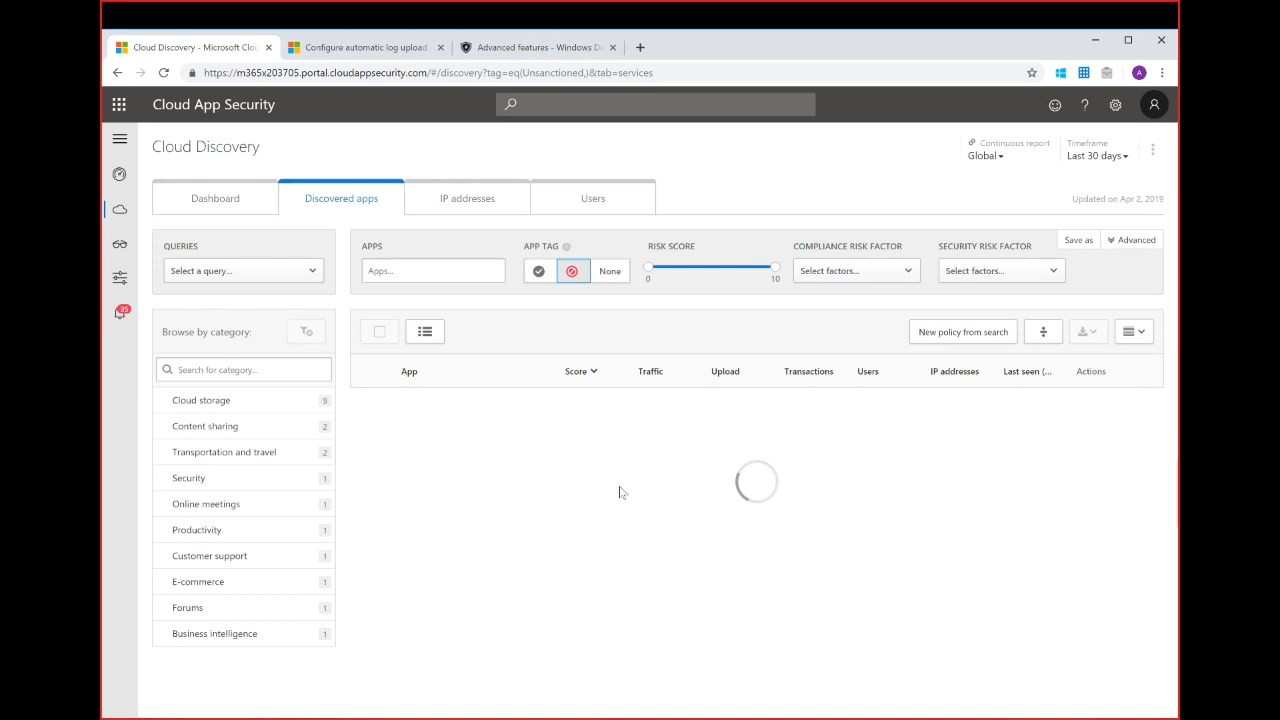 Cloud Discovery - Microsoft Clou
Configure automatic log upload
Advanced features - Windows D
https://m365x203705.portal.cloudappsecurity.com/#/discovery?tag=eq(Unsanctioned,)&tab=services
A
Cloud App Security
?
Cloud Discovery
Continuous report
Global
Timeframe
Last 30 days
Dashboard
Discovered apps
IP addresses
Users
Updated on Apr 2, 2019
35
QUERIES
Select a query...
APPS
Apps...
APP TAG
None
RISK SCORE
0
10
COMPLIANCE RISK FACTOR
Select factors...
SECURITY RISK FACTOR
Select factors...
Save as
Advanced
Browse by category:
Search for category...
Cloud storage 9
Content sharing 2
Transportation and travel 2
Security 1
Online meetings 1
Productivity 1
Customer support 1
E-commerce 1
Forums 1
Business intelligence 1
New policy from search
App Score Traffic Upload Transactions Users IP addresses Last seen (... Actions